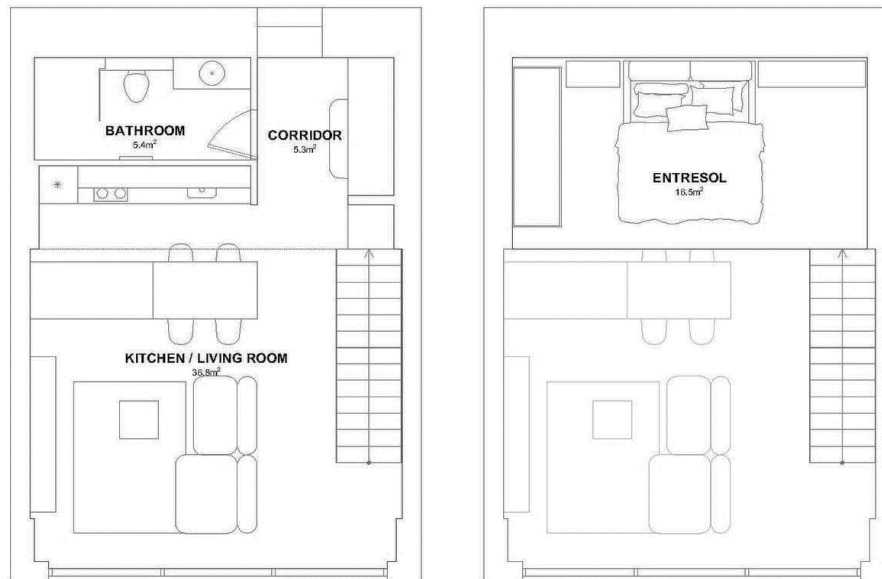 BATHROOM
5.4m²
CORRIDOR
5.3m²
KITCHEN / LIVING ROOM
36.8m²
ENTRESOL
16.5m²